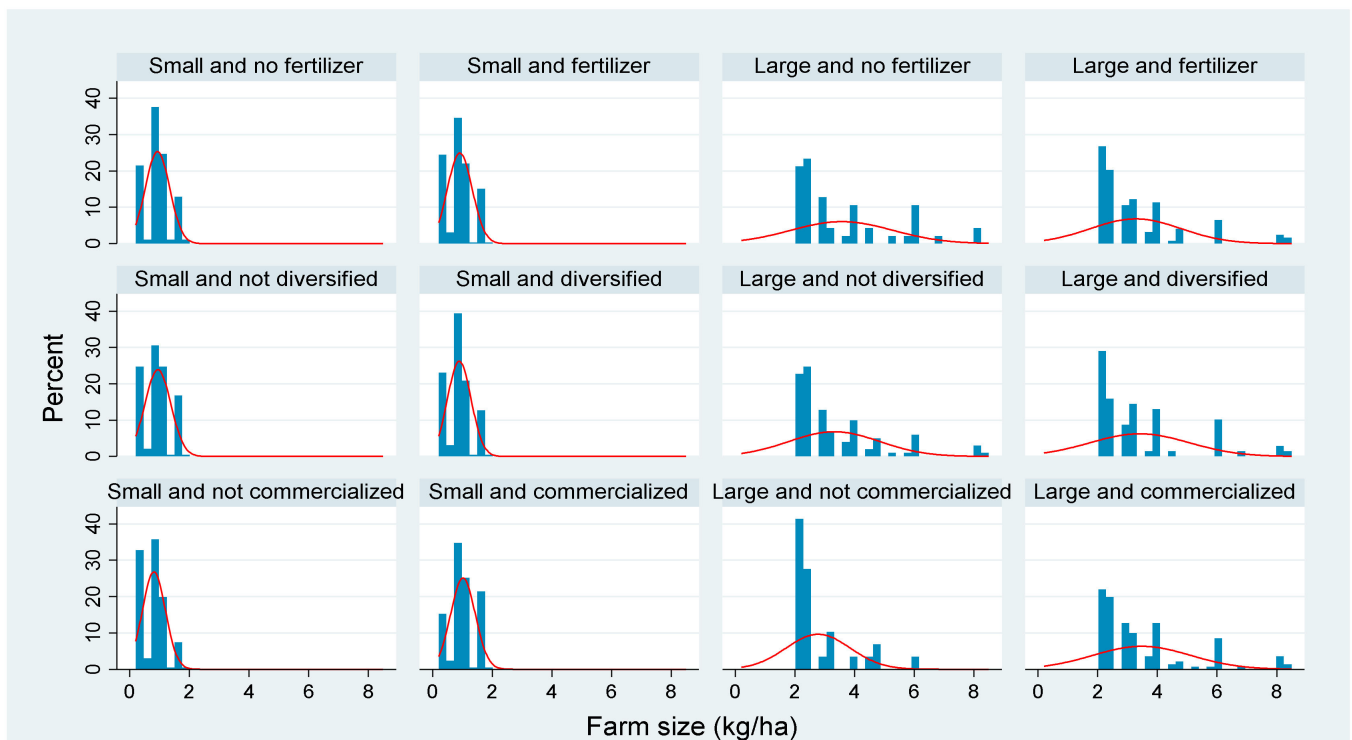 Small and no fertilizer
Small and fertilizer
Large and no fertilizer
Large and fertilizer
0 10 20 30 40
Small and not diversified
Small and diversified
Large and not diversified
Large and diversified
0 10 20 30 40
Small and not commercialized
Small and commercialized
Large and not commercialized
Large and commercialized
0 10 20 30 40
Percent
0 2 4 6 8
0 2 4 6 8
0 2 4 6 8
0 2 4 6 8
Farm size (kg/ha)